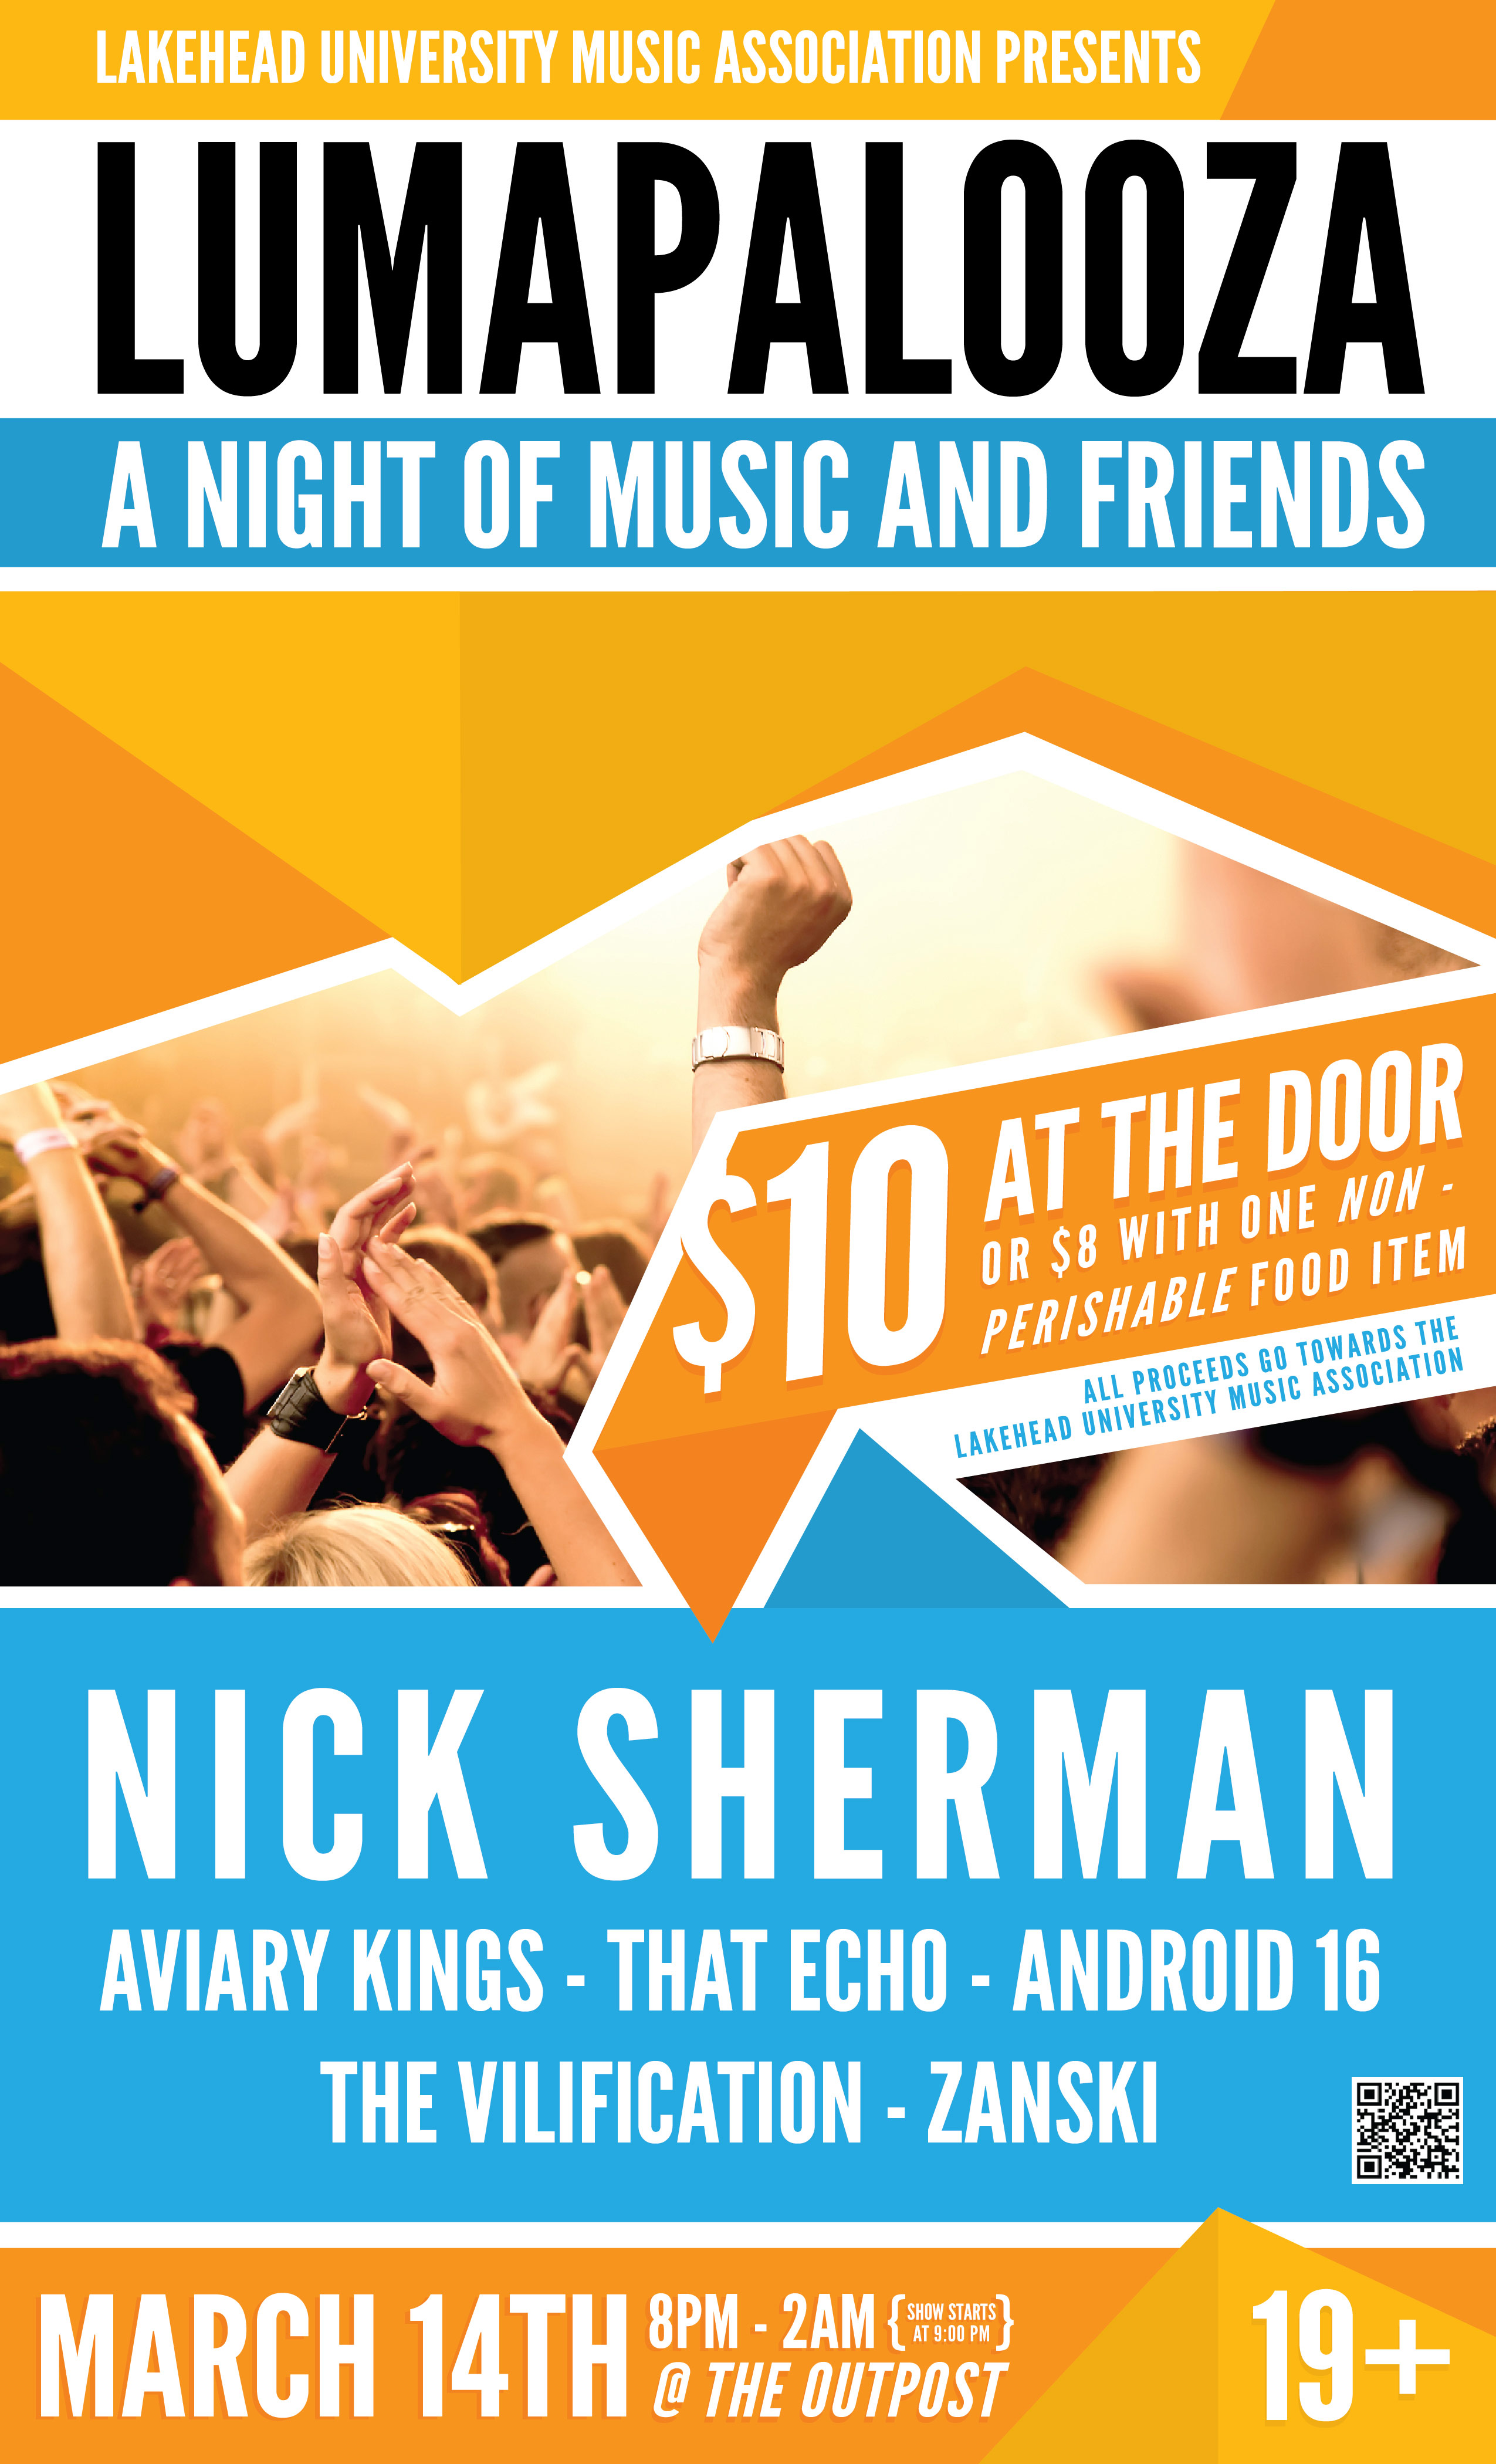 LAKEHEAD UNIVERSITY MUSIC ASSOCIATION PRESENTS
LUMAPALOOZA
A NIGHT OF MUSIC AND FRIENDS
$10 AT THE DOOR
OR $8 WITH ONE NON -
PERISHABLE FOOD ITEM
ALL PROCEEDS GO TOWARDS THE
LAKEHEAD UNIVERSITY MUSIC ASSOCIATION
NICK SHERMAN
AVIARY KINGS - THAT ECHO - ANDROID 16
THE VILIFICATION - ZANSKI
MARCH 14TH
8PM - 2AM { SHOW STARTS
AT 9:00 PM }
@ THE OUTPOST
19+